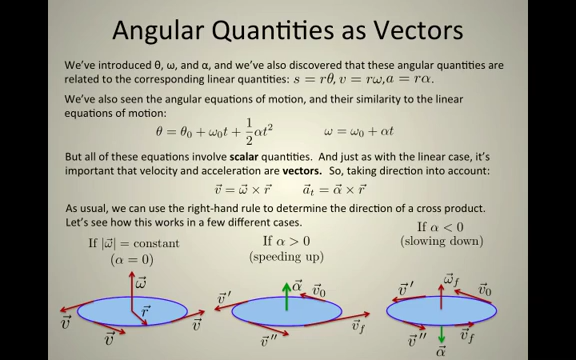 Angular Quantities as Vectors
We've introduced θ, ω, and α, and we've also discovered that these angular quantities are
related to the corresponding linear quantities: s = rθ, v = rω, a = rα.
We've also seen the angular equations of motion, and their similarity to the linear
equations of motion:
θ = θ₀ + ω₀t + 1/2 αt² ω = ω₀ + αt
But all of these equations involve scalar quantities. And just as with the linear case, it's
important that velocity and acceleration are vectors. So, taking direction into account:
v⃗ = ω⃗ × r⃗ a⃗ₜ = α⃗ × r⃗
As usual, we can use the right-hand rule to determine the direction of a cross product.
Let's see how this works in a few different cases.
If |ω⃗| = constant
(α = 0)
ω⃗
r⃗
v⃗
v⃗
v⃗
If α > 0
(speeding up)
α⃗
v⃗₀
v⃗′
v⃗″
v⃗f
If α < 0
(slowing down)
ω⃗f
v⃗₀
v⃗′
v⃗″
v⃗f
α⃗